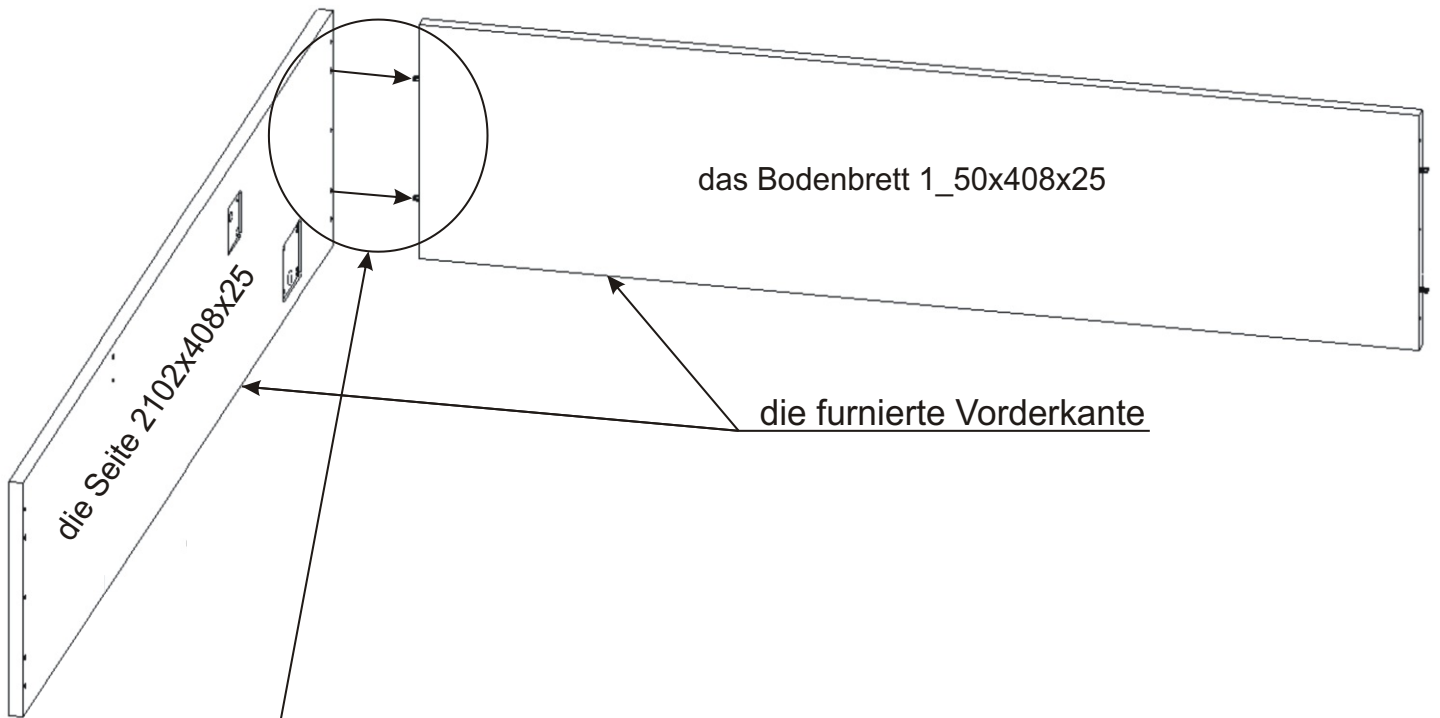 das Bodenbrett 1_50x408x25
die Seite 2102x408x25
die furnierte Vorderkante